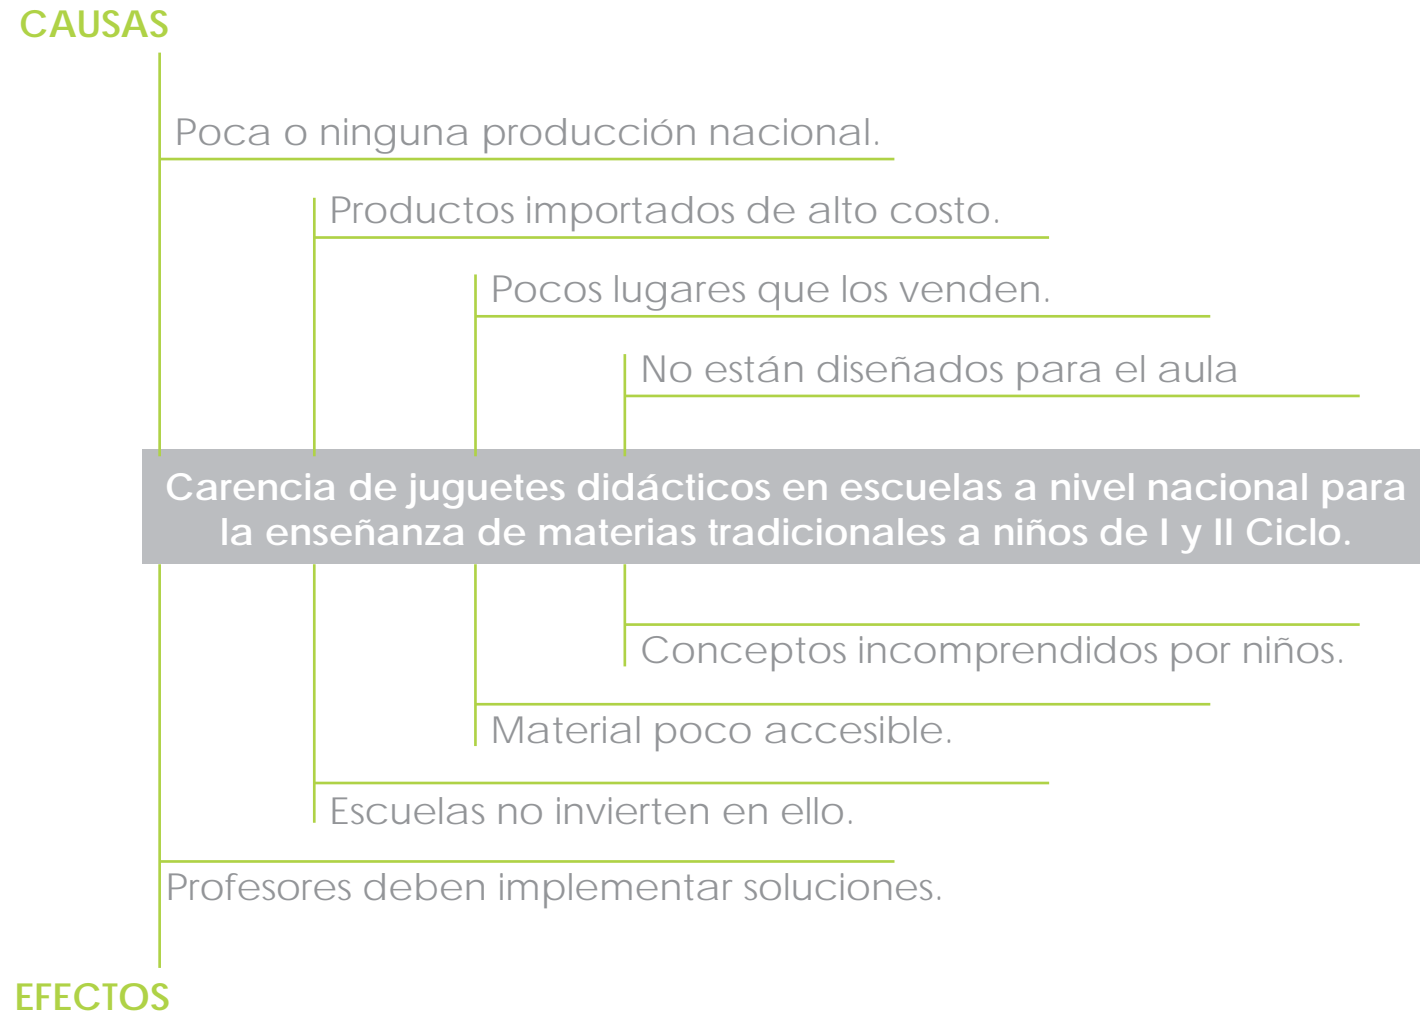 CAUSAS
Poca o ninguna producción nacional.
Productos importados de alto costo.
Pocos lugares que los venden.
No están diseñados para el aula
Carencia de juguetes didácticos en escuelas a nivel nacional para
la enseñanza de materias tradicionales a niños de I y II Ciclo.
Conceptos incomprendidos por niños.
Material poco accesible.
Escuelas no invierten en ello.
Profesores deben implementar soluciones.
EFECTOS